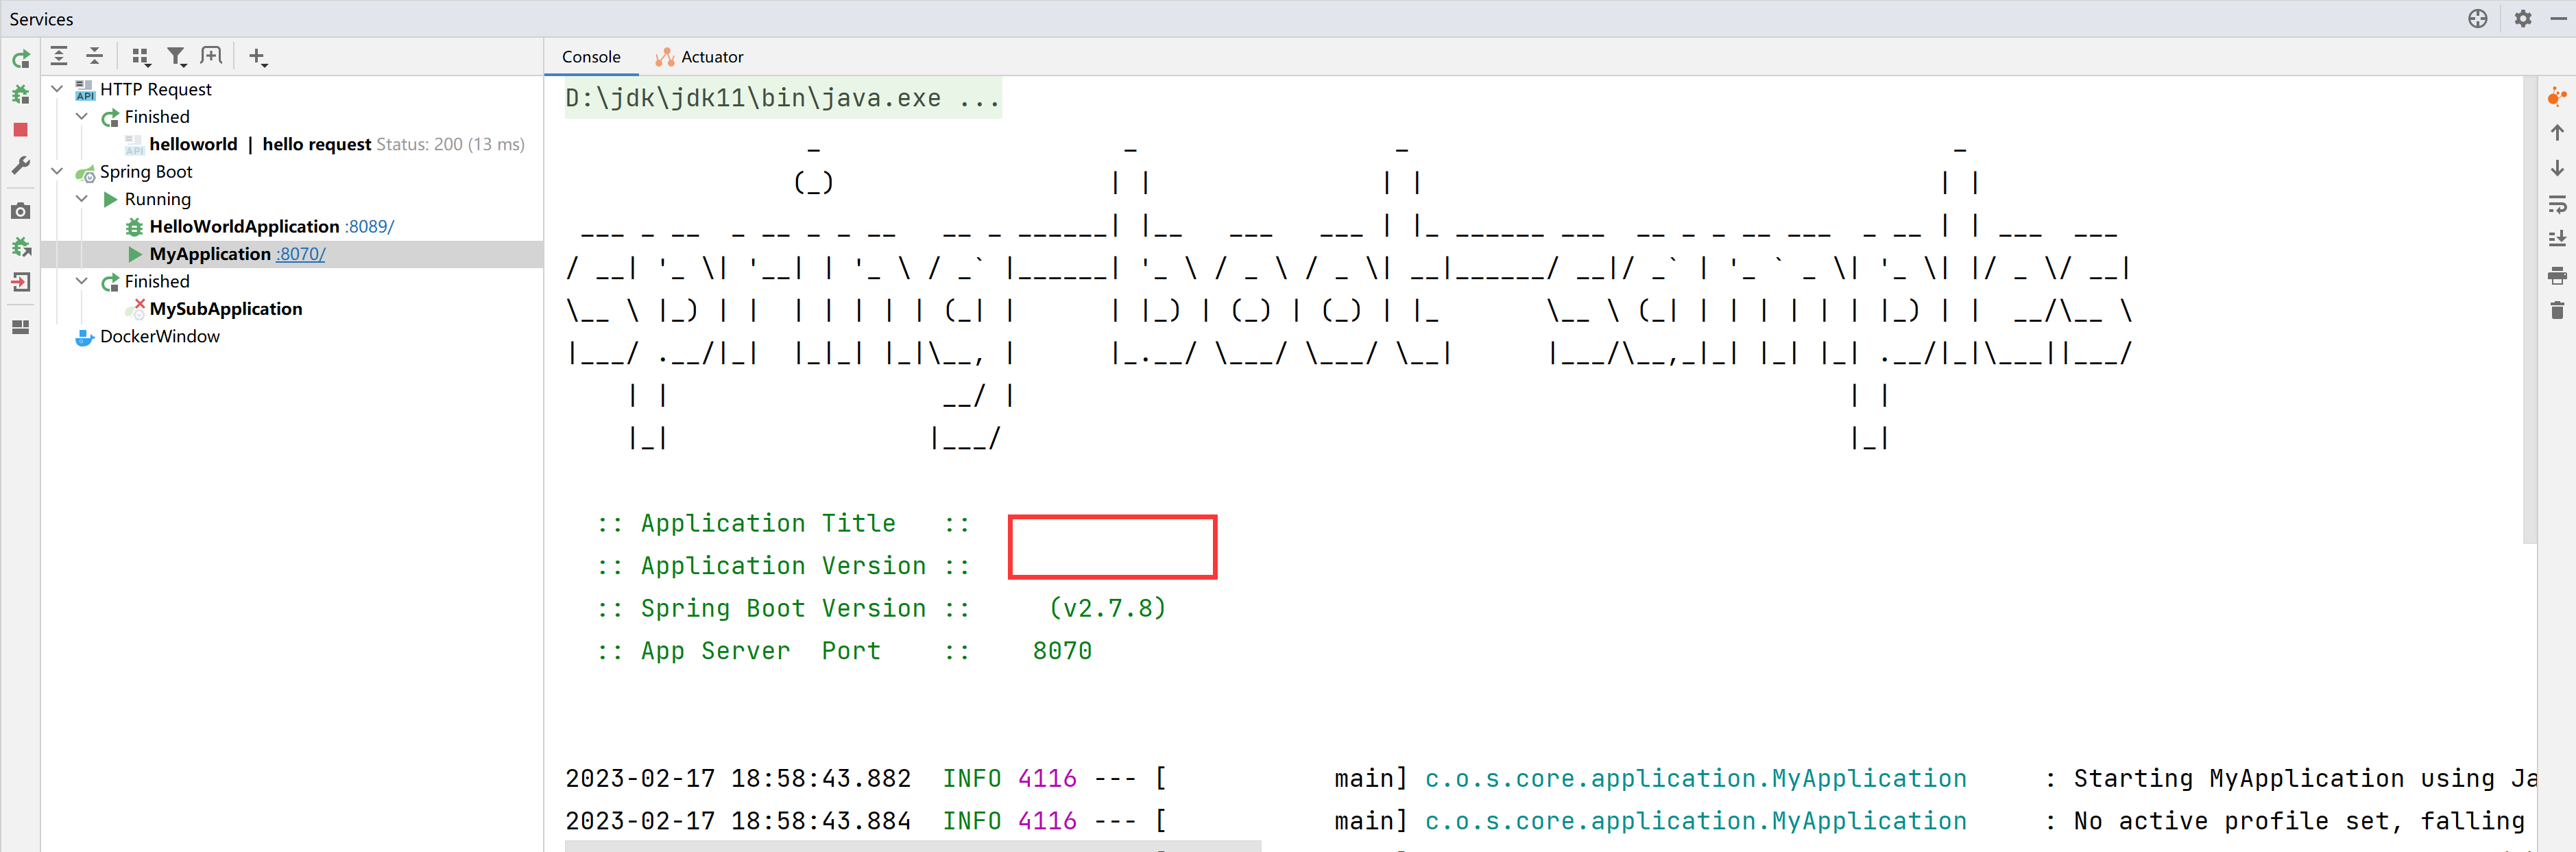 Services
Console
Actuator
HTTP Request
Finished
helloworld | hello request Status: 200 (13 ms)
Spring Boot
Running
HelloWorldApplication :8089/
MyApplication :8070/
Finished
MySubApplication
DockerWindow
D:\jdk\jdk11\bin\java.exe ...
spring-boot-samples
:: Application Title ::
:: Application Version ::
:: Spring Boot Version :: (v2.7.8)
:: App Server Port :: 8070
2023-02-17 18:58:43.882 INFO 4116 --- [ main] c.o.s.core.application.MyApplication : Starting MyApplication using Ja
2023-02-17 18:58:43.884 INFO 4116 --- [ main] c.o.s.core.application.MyApplication : No active profile set, falling